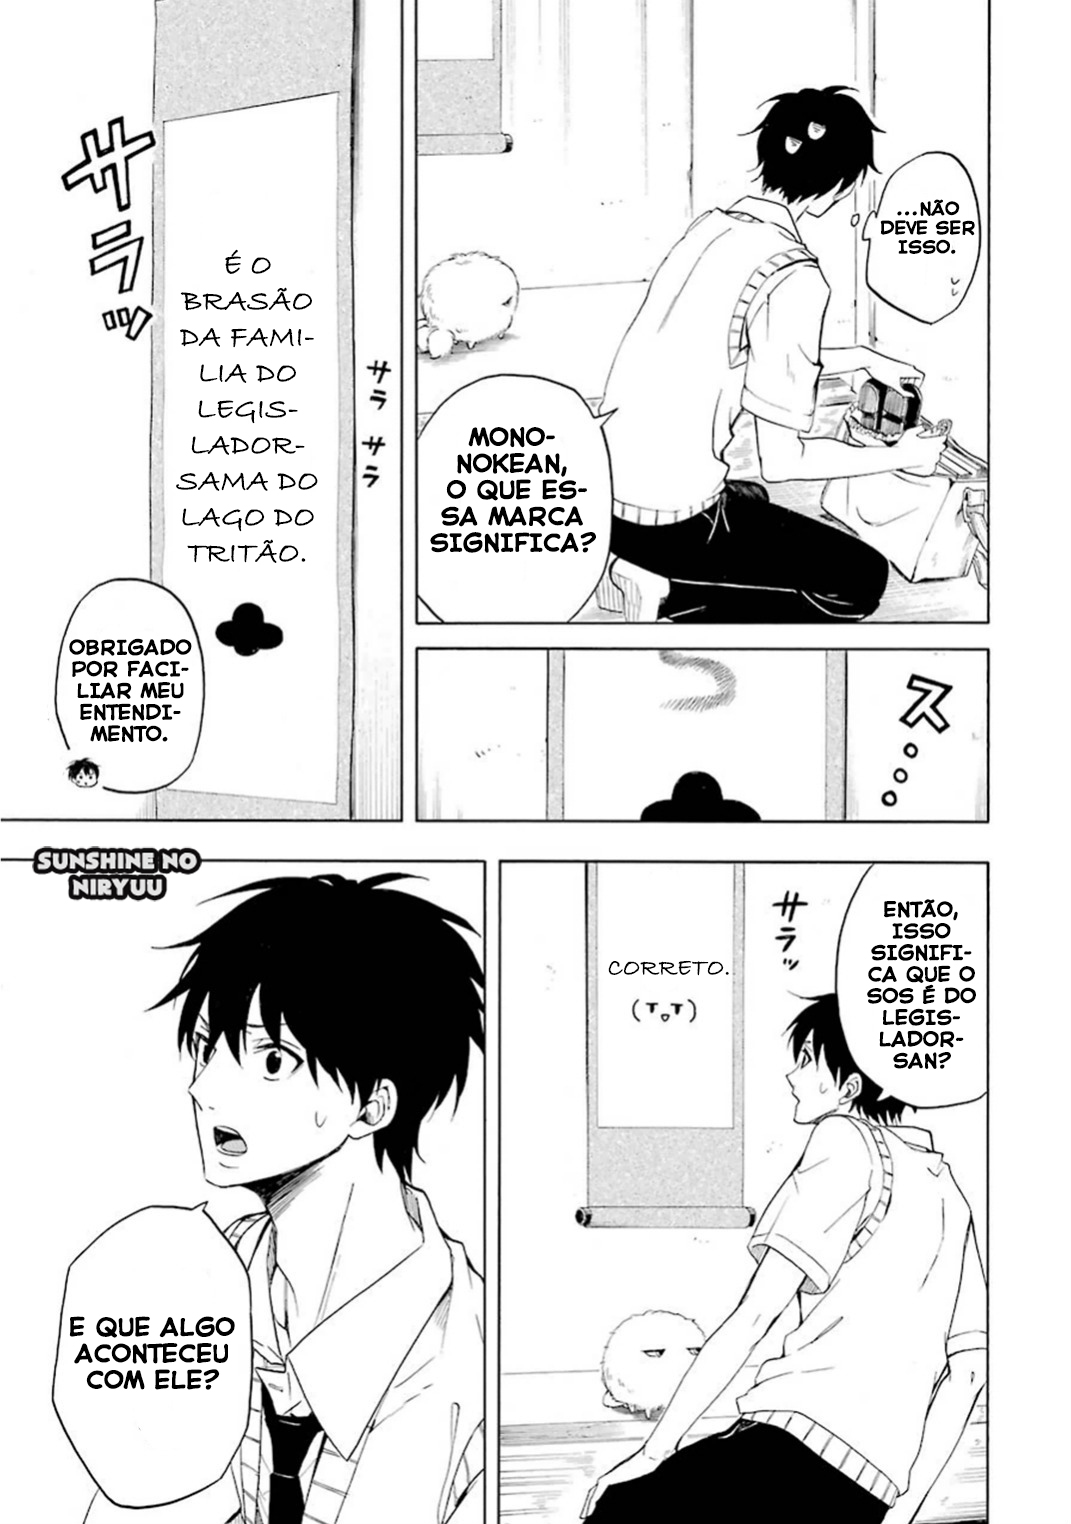 ...NÃO
DEVE SER
ISSO.
MONO-
NOKEAN,
O QUE ES-
SA MARCA
SIGNIFICA?
ス...
サラサラ
サラッ
É O
BRASÃO
DA FAMI-
LIA DO
LEGIS-
LADOR-
SAMA DO
LAGO DO
TRITÃO.
OBRIGADO
POR FACI-
LIAR MEU
ENTENDI-
MENTO.
ENTÃO,
ISSO
SIGNIFI-
CA QUE O
SOS É DO
LEGIS-
LADOR-
SAN?
サラッ
CORRETO.
(T▿T)
SUNSHINE NO
NIRYUU
E QUE ALGO
ACONTECEU
COM ELE?